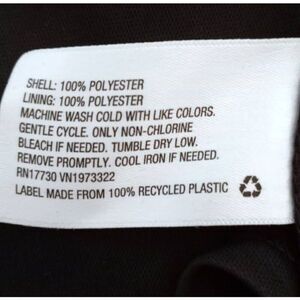 SHELL: 100% POLYESTER
LINING: 100% POLYESTER
MACHINE WASH COLD WITH LIKE COLORS.
GENTLE CYCLE. ONLY NON-CHLORINE
BLEACH IF NEEDED. TUMBLE DRY LOW.
REMOVE PROMPTLY. COOL IRON IF NEEDED.
RN17730 VN1973322
LABEL MADE FROM 100% RECYCLED PLASTIC